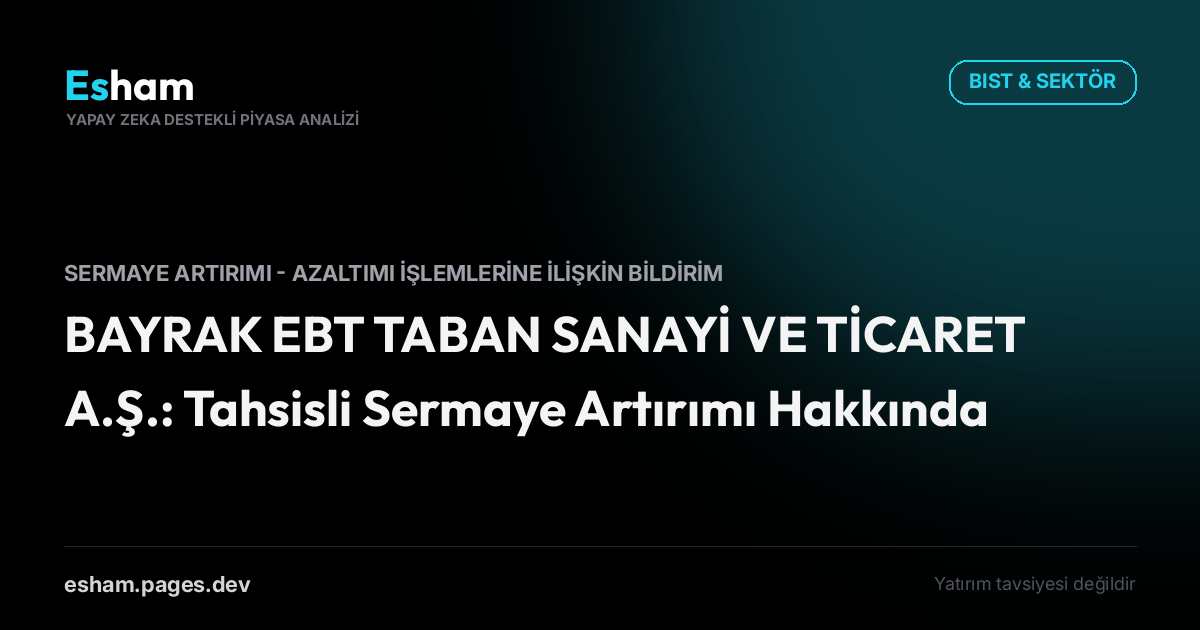 Esham
YAPAY ZEKA DESTEKLİ PİYASA ANALİZİ
BIST & SEKTÖR
SERMAYE ARTIRIMI - AZALTIMI İŞLEMLERİNE İLİŞKİN BİLDİRİM
BAYRAK EBT TABAN SANAYİ VE TİCARET
A.Ş.: Tahsisli Sermaye Artırımı Hakkında
esham.pages.dev
Yatırım tavsiyesi değildir